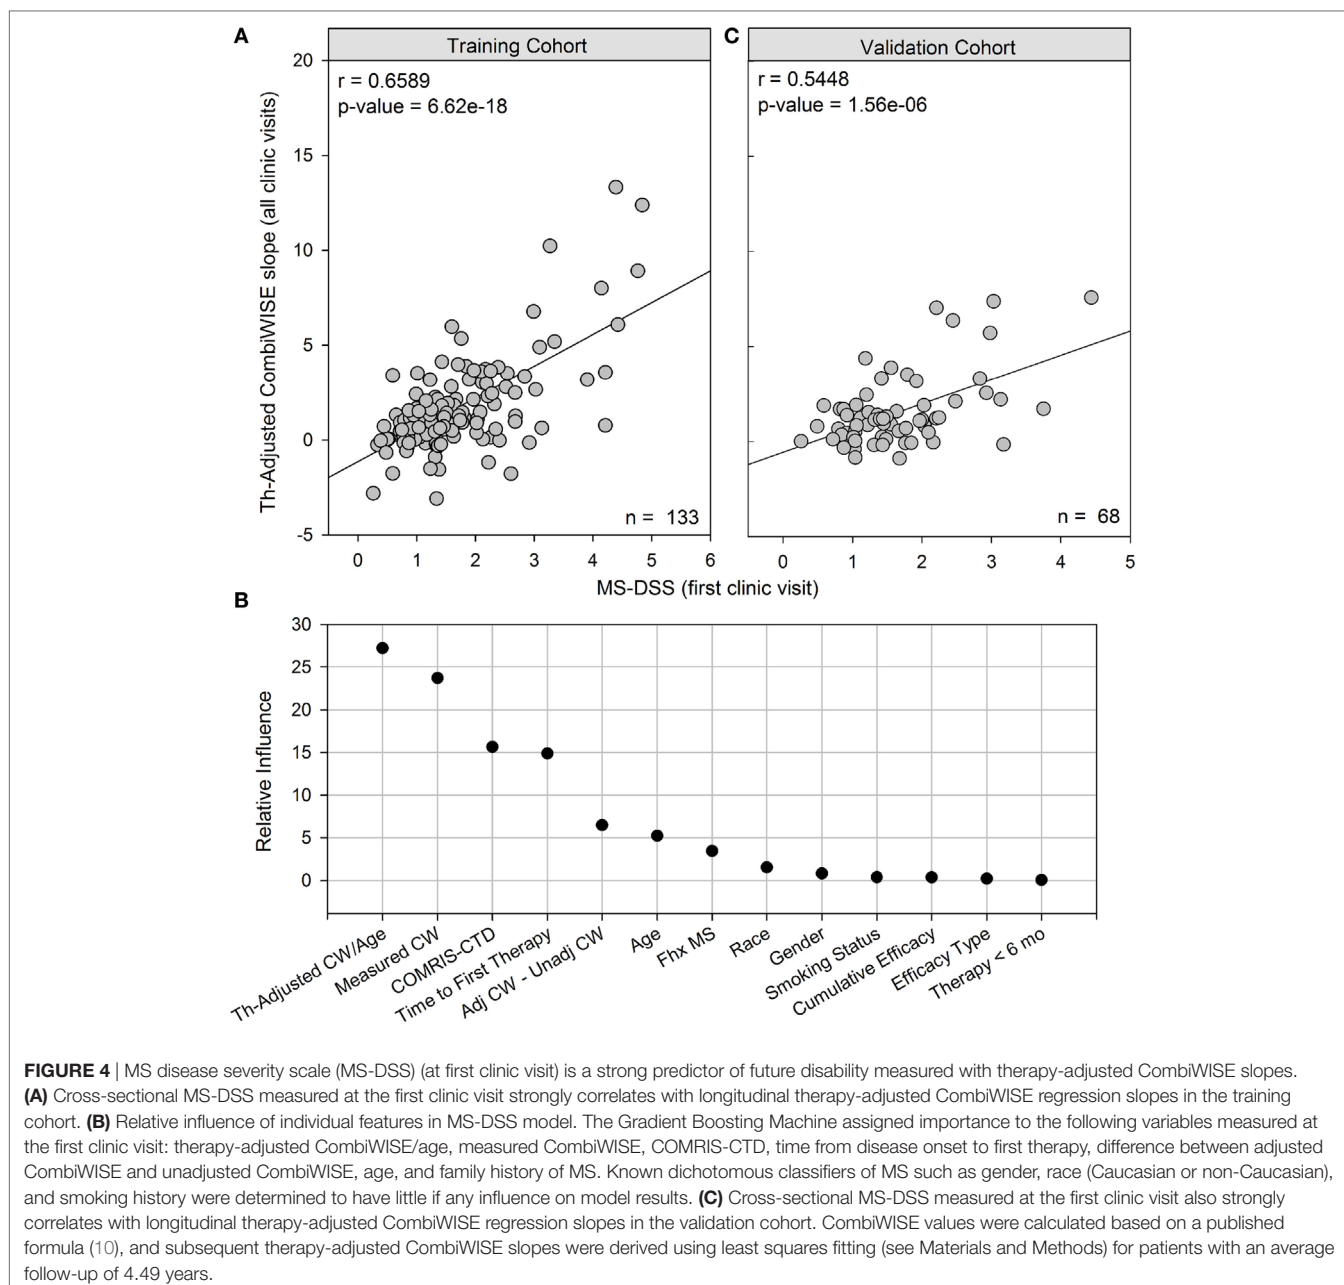 A
Training Cohort
r = 0.6589
p-value = 6.62e-18
20
15
10
5
0
-5
Th-Adjusted CombiWISE slope (all clinic visits)
n = 133
0 1 2 3 4 5 6
C
Validation Cohort
r = 0.5448
p-value = 1.56e-06
n = 68
0 1 2 3 4 5
MS-DSS (first clinic visit)
B
30
25
20
15
10
5
0
Relative Influence
Th-Adjusted CW/Age
Measured CW
COMRIS-CTD
Time to First Therapy
Adj CW - Unadj CW
Age
Fhx MS
Race
Gender
Smoking Status
Cumulative Efficacy
Efficacy Type
Therapy < 6 mo
FIGURE 4 | MS disease severity scale (MS-DSS) (at first clinic visit) is a strong predictor of future disability measured with therapy-adjusted CombiWISE slopes.
(A) Cross-sectional MS-DSS measured at the first clinic visit strongly correlates with longitudinal therapy-adjusted CombiWISE regression slopes in the training
cohort. (B) Relative influence of individual features in MS-DSS model. The Gradient Boosting Machine assigned importance to the following variables measured at
the first clinic visit: therapy-adjusted CombiWISE/age, measured CombiWISE, COMRIS-CTD, time from disease onset to first therapy, difference between adjusted
CombiWISE and unadjusted CombiWISE, age, and family history of MS. Known dichotomous classifiers of MS such as gender, race (Caucasian or non-Caucasian),
and smoking history were determined to have little if any influence on model results. (C) Cross-sectional MS-DSS measured at the first clinic visit also strongly
correlates with longitudinal therapy-adjusted CombiWISE regression slopes in the validation cohort. CombiWISE values were calculated based on a published
formula (10), and subsequent therapy-adjusted CombiWISE slopes were derived using least squares fitting (see Materials and Methods) for patients with an average
follow-up of 4.49 years.